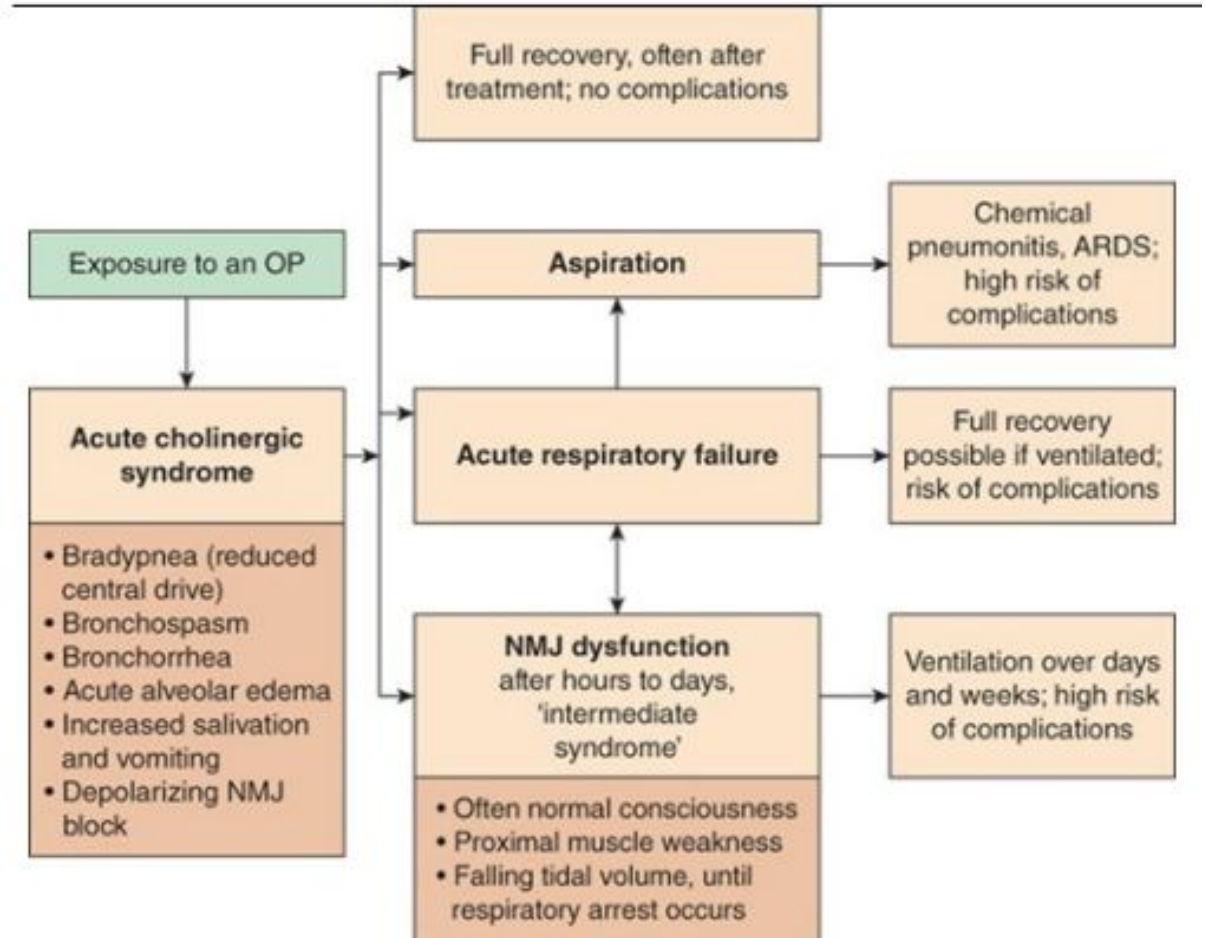 Full recovery, often after
treatment; no complications
Exposure to an OP
Aspiration
Chemical
pneumonitis, ARDS;
high risk of
complications
Acute cholinergic
syndrome
• Bradypnea (reduced
central drive)
• Bronchospasm
• Bronchorrhea
• Acute alveolar edema
• Increased salivation
and vomiting
• Depolarizing NMJ
block
Acute respiratory failure
Full recovery
possible if ventilated;
risk of complications
NMJ dysfunction
after hours to days,
‘intermediate
syndrome’
• Often normal consciousness
• Proximal muscle weakness
• Falling tidal volume, until
respiratory arrest occurs
Ventilation over days
and weeks; high risk
of complications